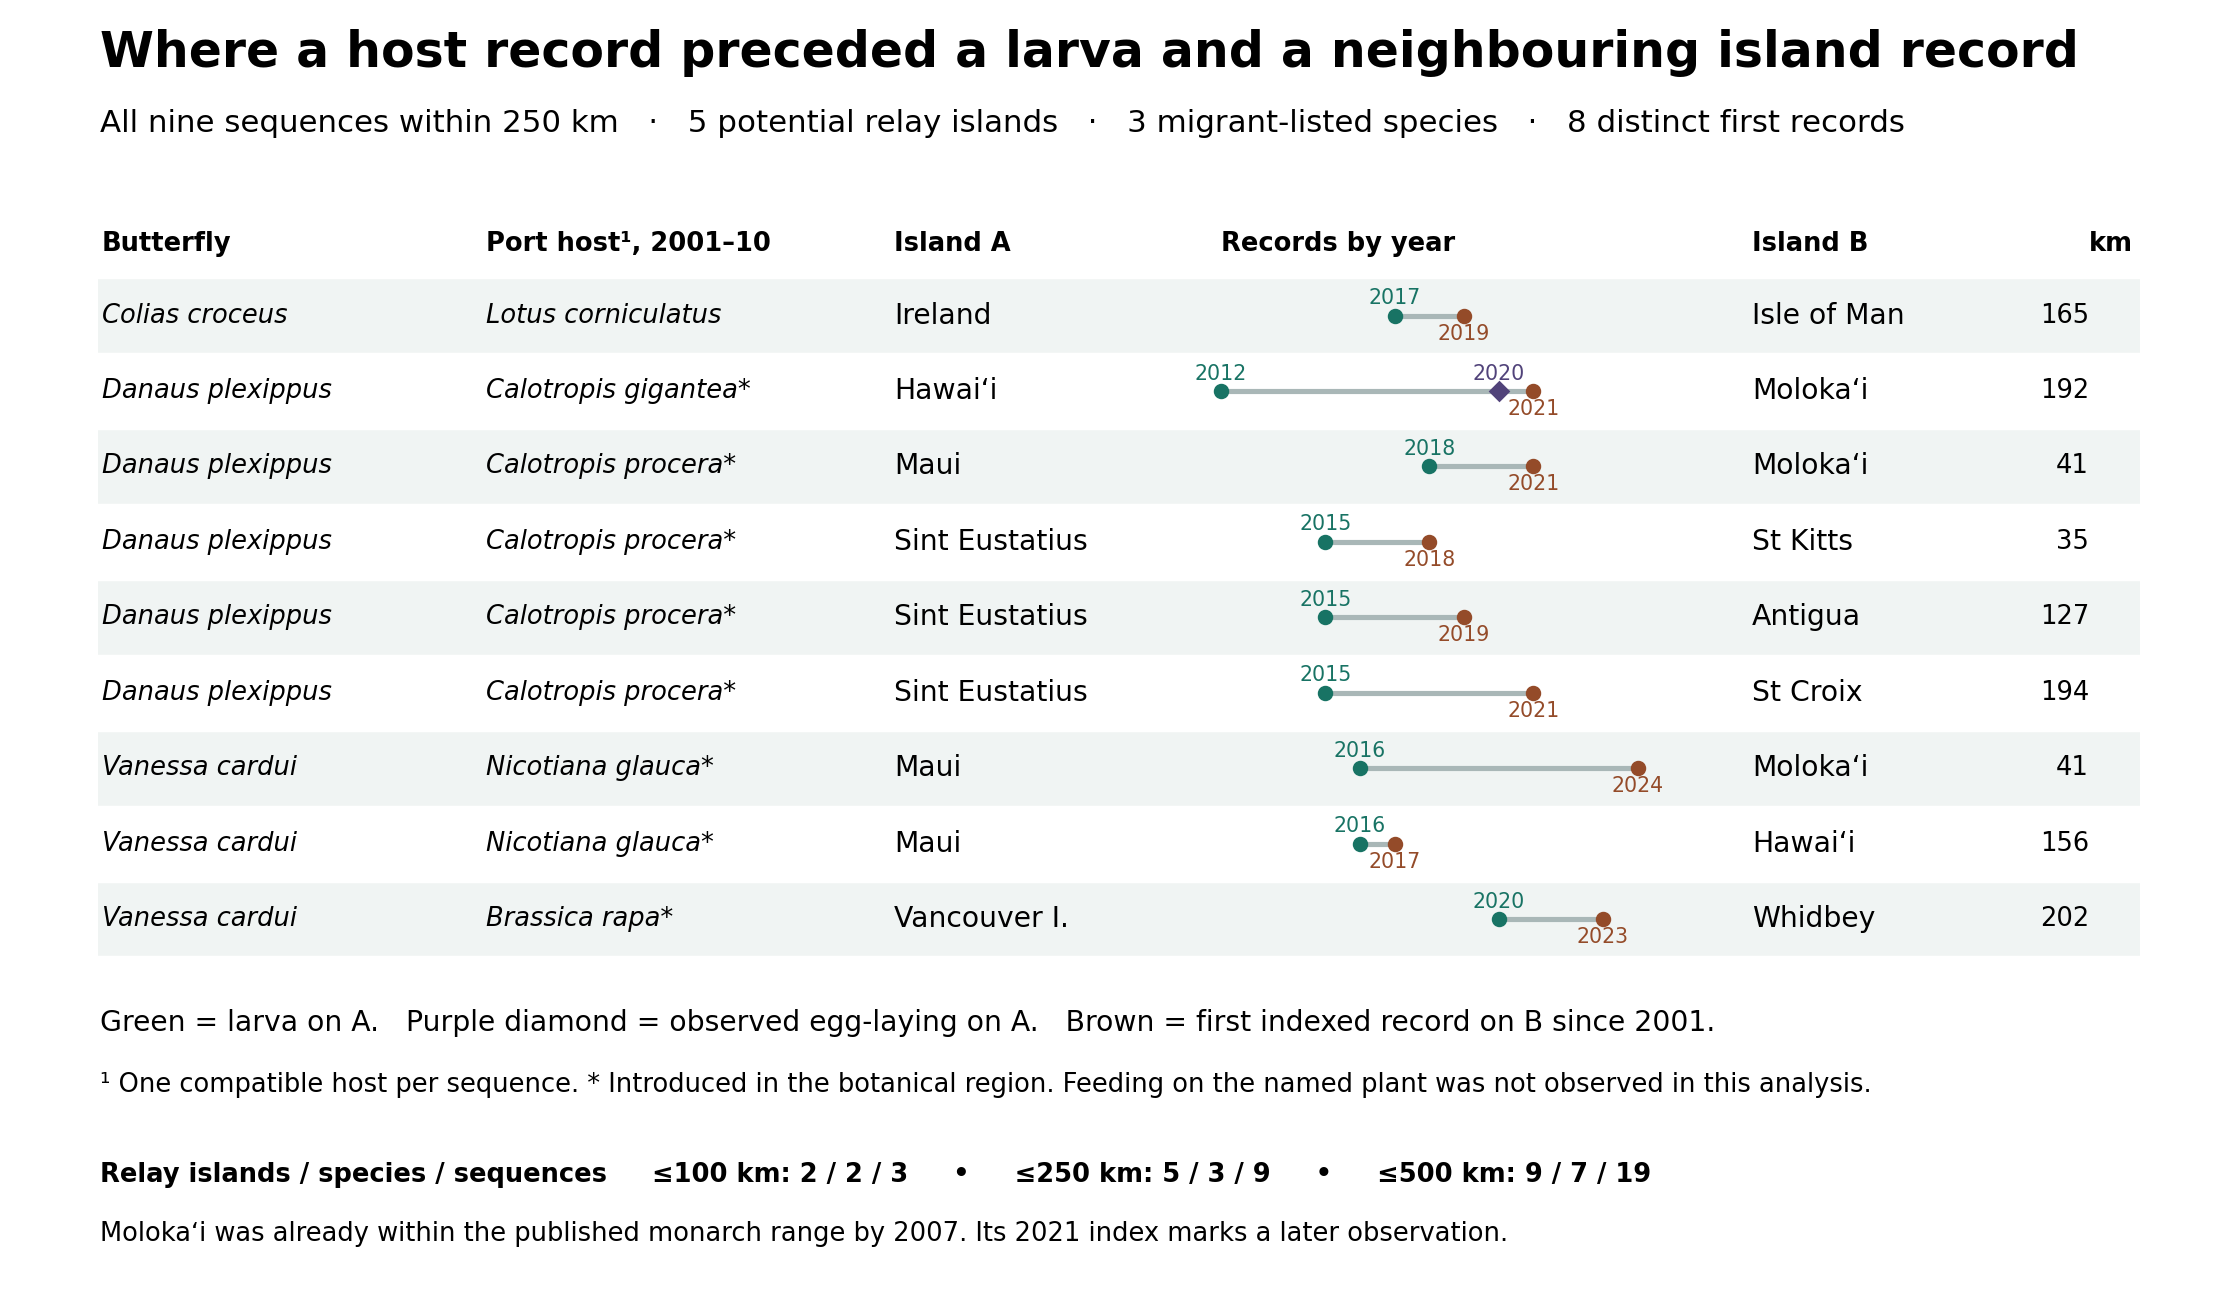 Where a host record preceded a larva and a neighbouring island record
All nine sequences within 250 km · 5 potential relay islands · 3 migrant-listed species · 8 distinct first records
Butterfly Port host¹, 2001–10 Island A Records by year Island B km
Colias croceus Lotus corniculatus Ireland 2017 2019 Isle of Man 165
Danaus plexippus Calotropis gigantea* Hawaiʻi 2012 2020 2021 Molokaʻi 192
Danaus plexippus Calotropis procera* Maui 2018 2021 Molokaʻi 41
Danaus plexippus Calotropis procera* Sint Eustatius 2015 2018 St Kitts 35
Danaus plexippus Calotropis procera* Sint Eustatius 2015 2019 Antigua 127
Danaus plexippus Calotropis procera* Sint Eustatius 2015 2021 St Croix 194
Vanessa cardui Nicotiana glauca* Maui 2016 2024 Molokaʻi 41
Vanessa cardui Nicotiana glauca* Maui 2016 2017 Hawaiʻi 156
Vanessa cardui Brassica rapa* Vancouver I. 2020 2023 Whidbey 202
Green = larva on A. Purple diamond = observed egg-laying on A. Brown = first indexed record on B since 2001.
¹ One compatible host per sequence. * Introduced in the botanical region. Feeding on the named plant was not observed in this analysis.
Relay islands / species / sequences ≤100 km: 2 / 2 / 3 • ≤250 km: 5 / 3 / 9 • ≤500 km: 9 / 7 / 19
Molokaʻi was already within the published monarch range by 2007. Its 2021 index marks a later observation.